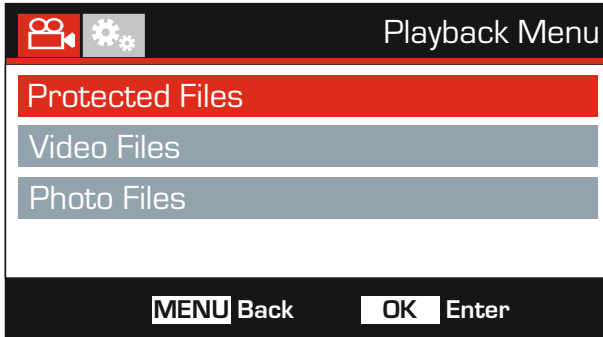 Playback Menu
Protected Files
Video Files
Photo Files
MENU Back OK Enter